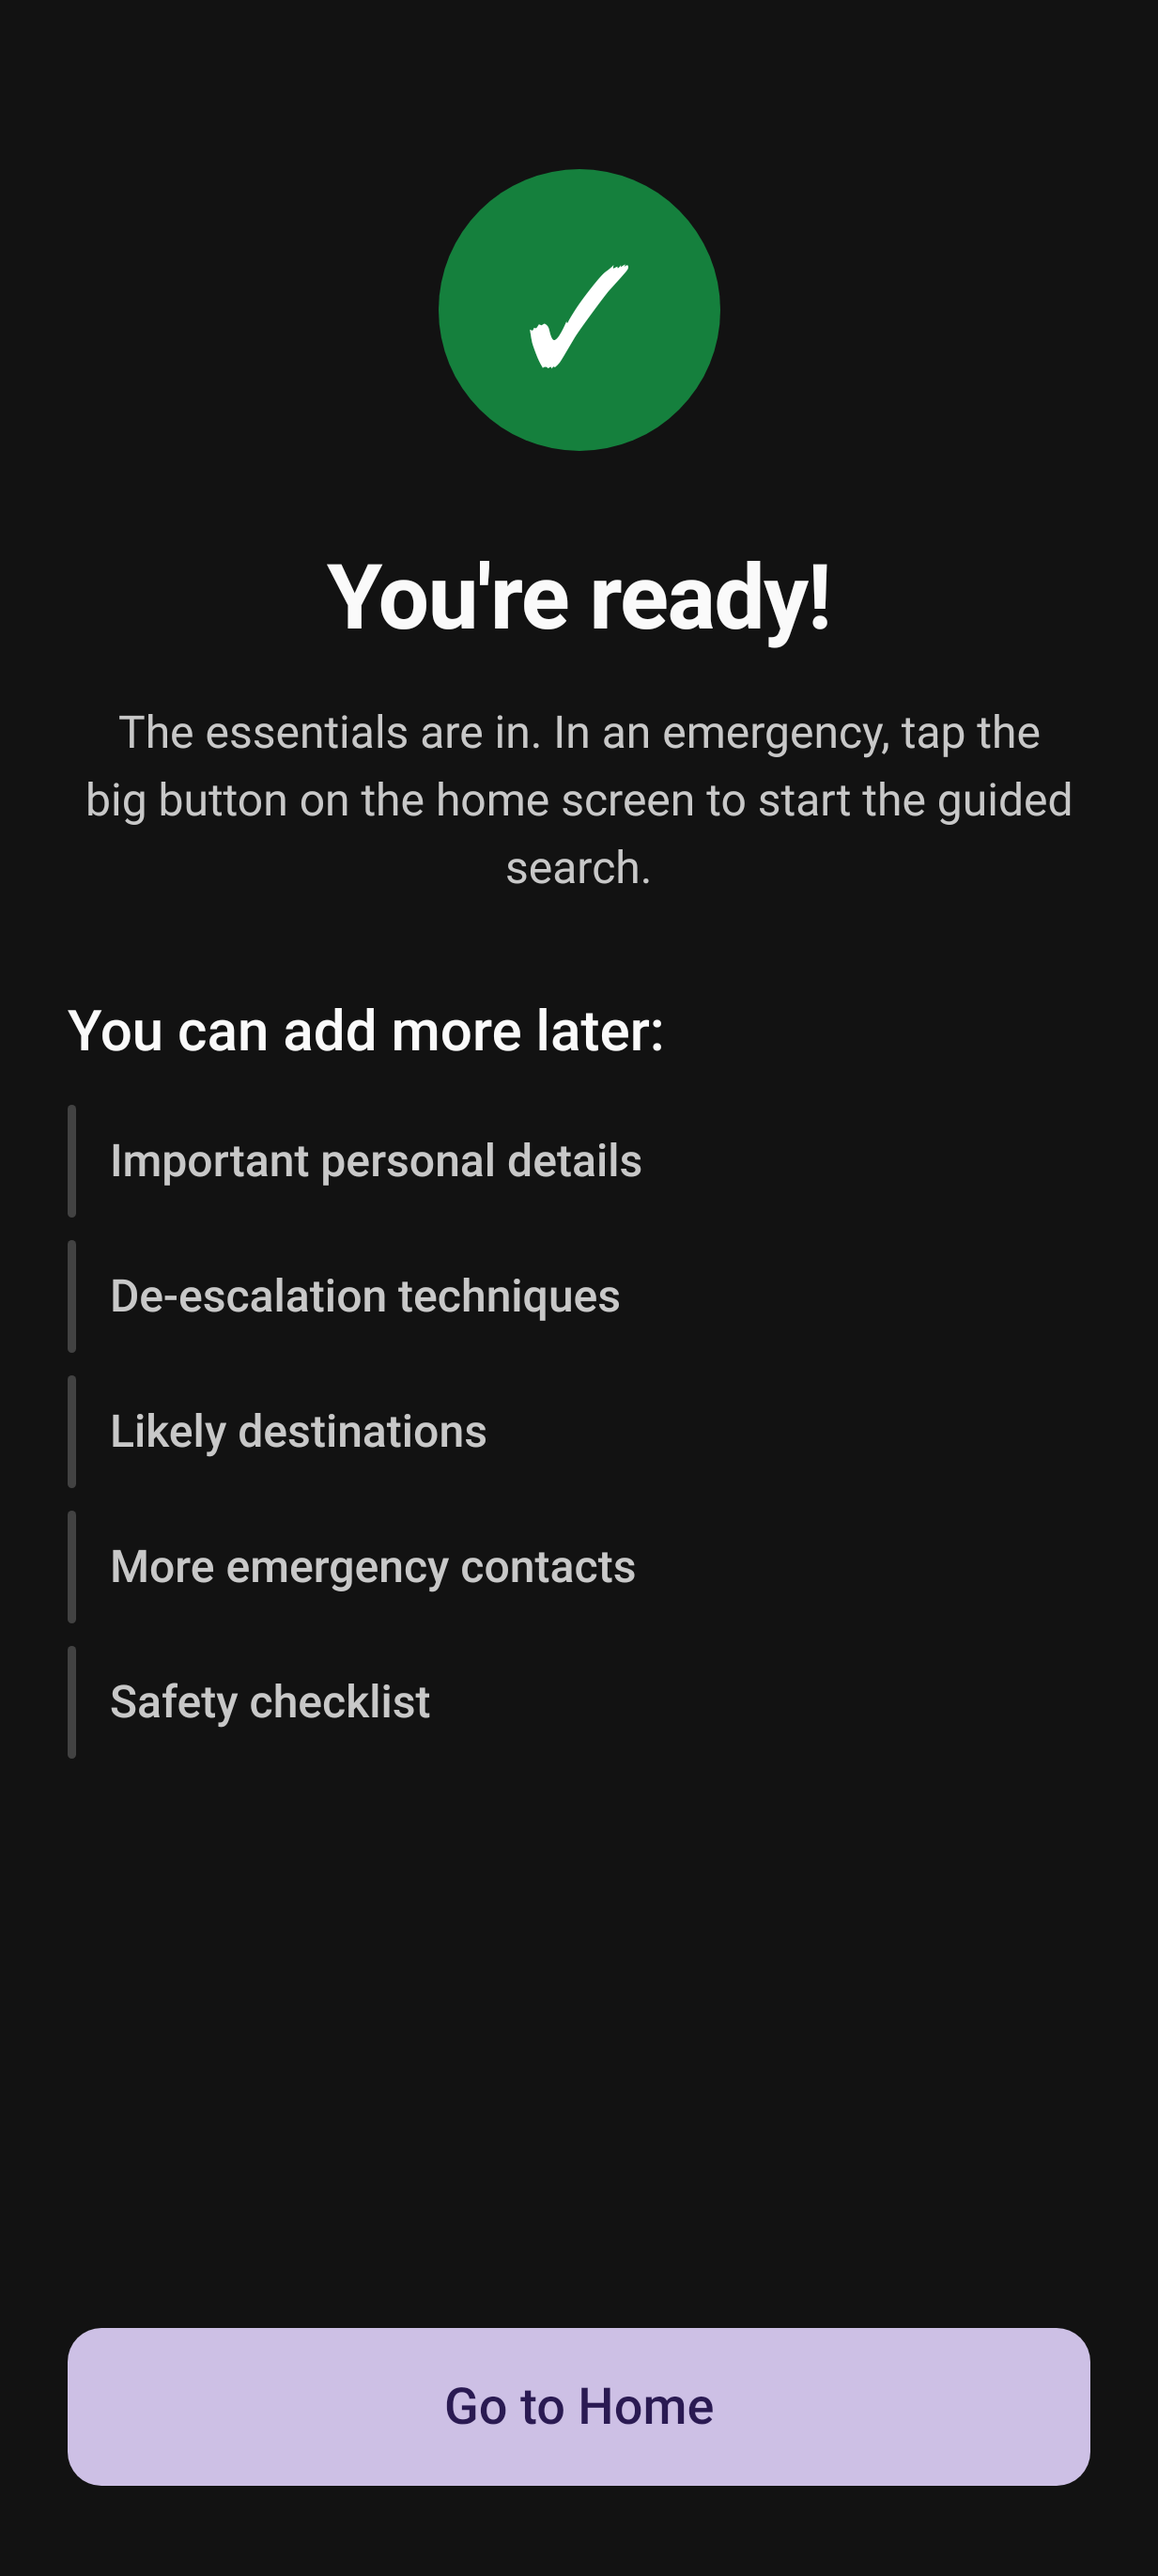 You're ready!
The essentials are in. In an emergency, tap the
big button on the home screen to start the guided
search.
You can add more later:
Important personal details
De-escalation techniques
Likely destinations
More emergency contacts
Safety checklist
Go to Home